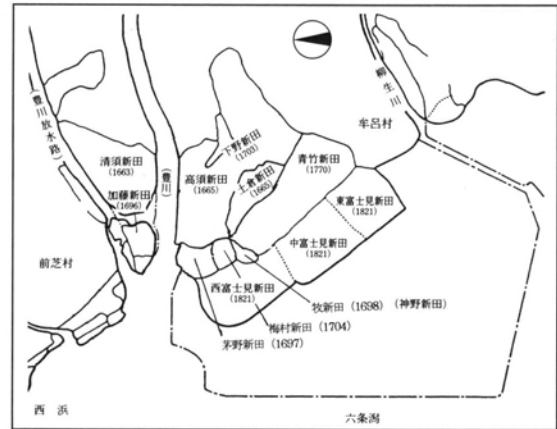 (豊川放水路)
清須新田
(1663)
加藤新田
(1696)
前芝村
西浜
(豊川)
高須新田
(1665)
下野新田
(1703)
土倉新田
(1665)
青竹新田
(1770)
牟呂村
柳生川
東富士見新田
(1821)
中富士見新田
(1821)
西富士見新田
(1821)
牧新田(1698)(神野新田)
梅村新田(1704)
茅野新田(1697)
六条潟